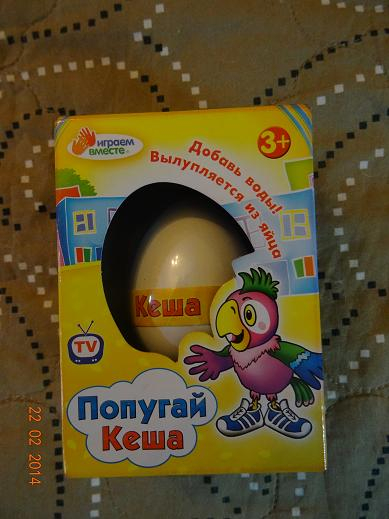 играем
вместе
3+
Добавь воды!
Вылупляется из яйца
Кеша
TV
Попугай
Кеша
22 02 2014